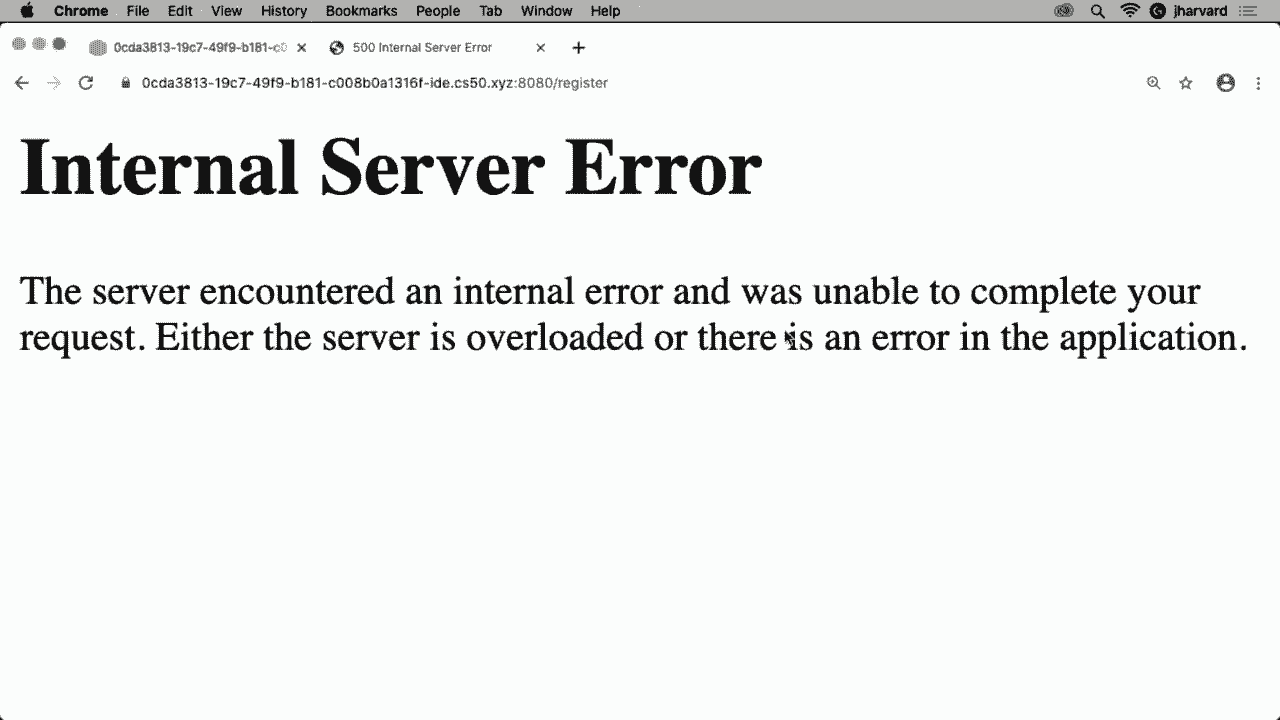 Chrome File Edit View History Bookmarks People Tab Window Help jharvard
0cda3813-19c7-49f9-b181-c0 500 Internal Server Error
0cda3813-19c7-49f9-b181-c008b0a1316f-ide.cs50.xyz:8080/register
Internal Server Error
The server encountered an internal error and was unable to complete your
request. Either the server is overloaded or there is an error in the application.